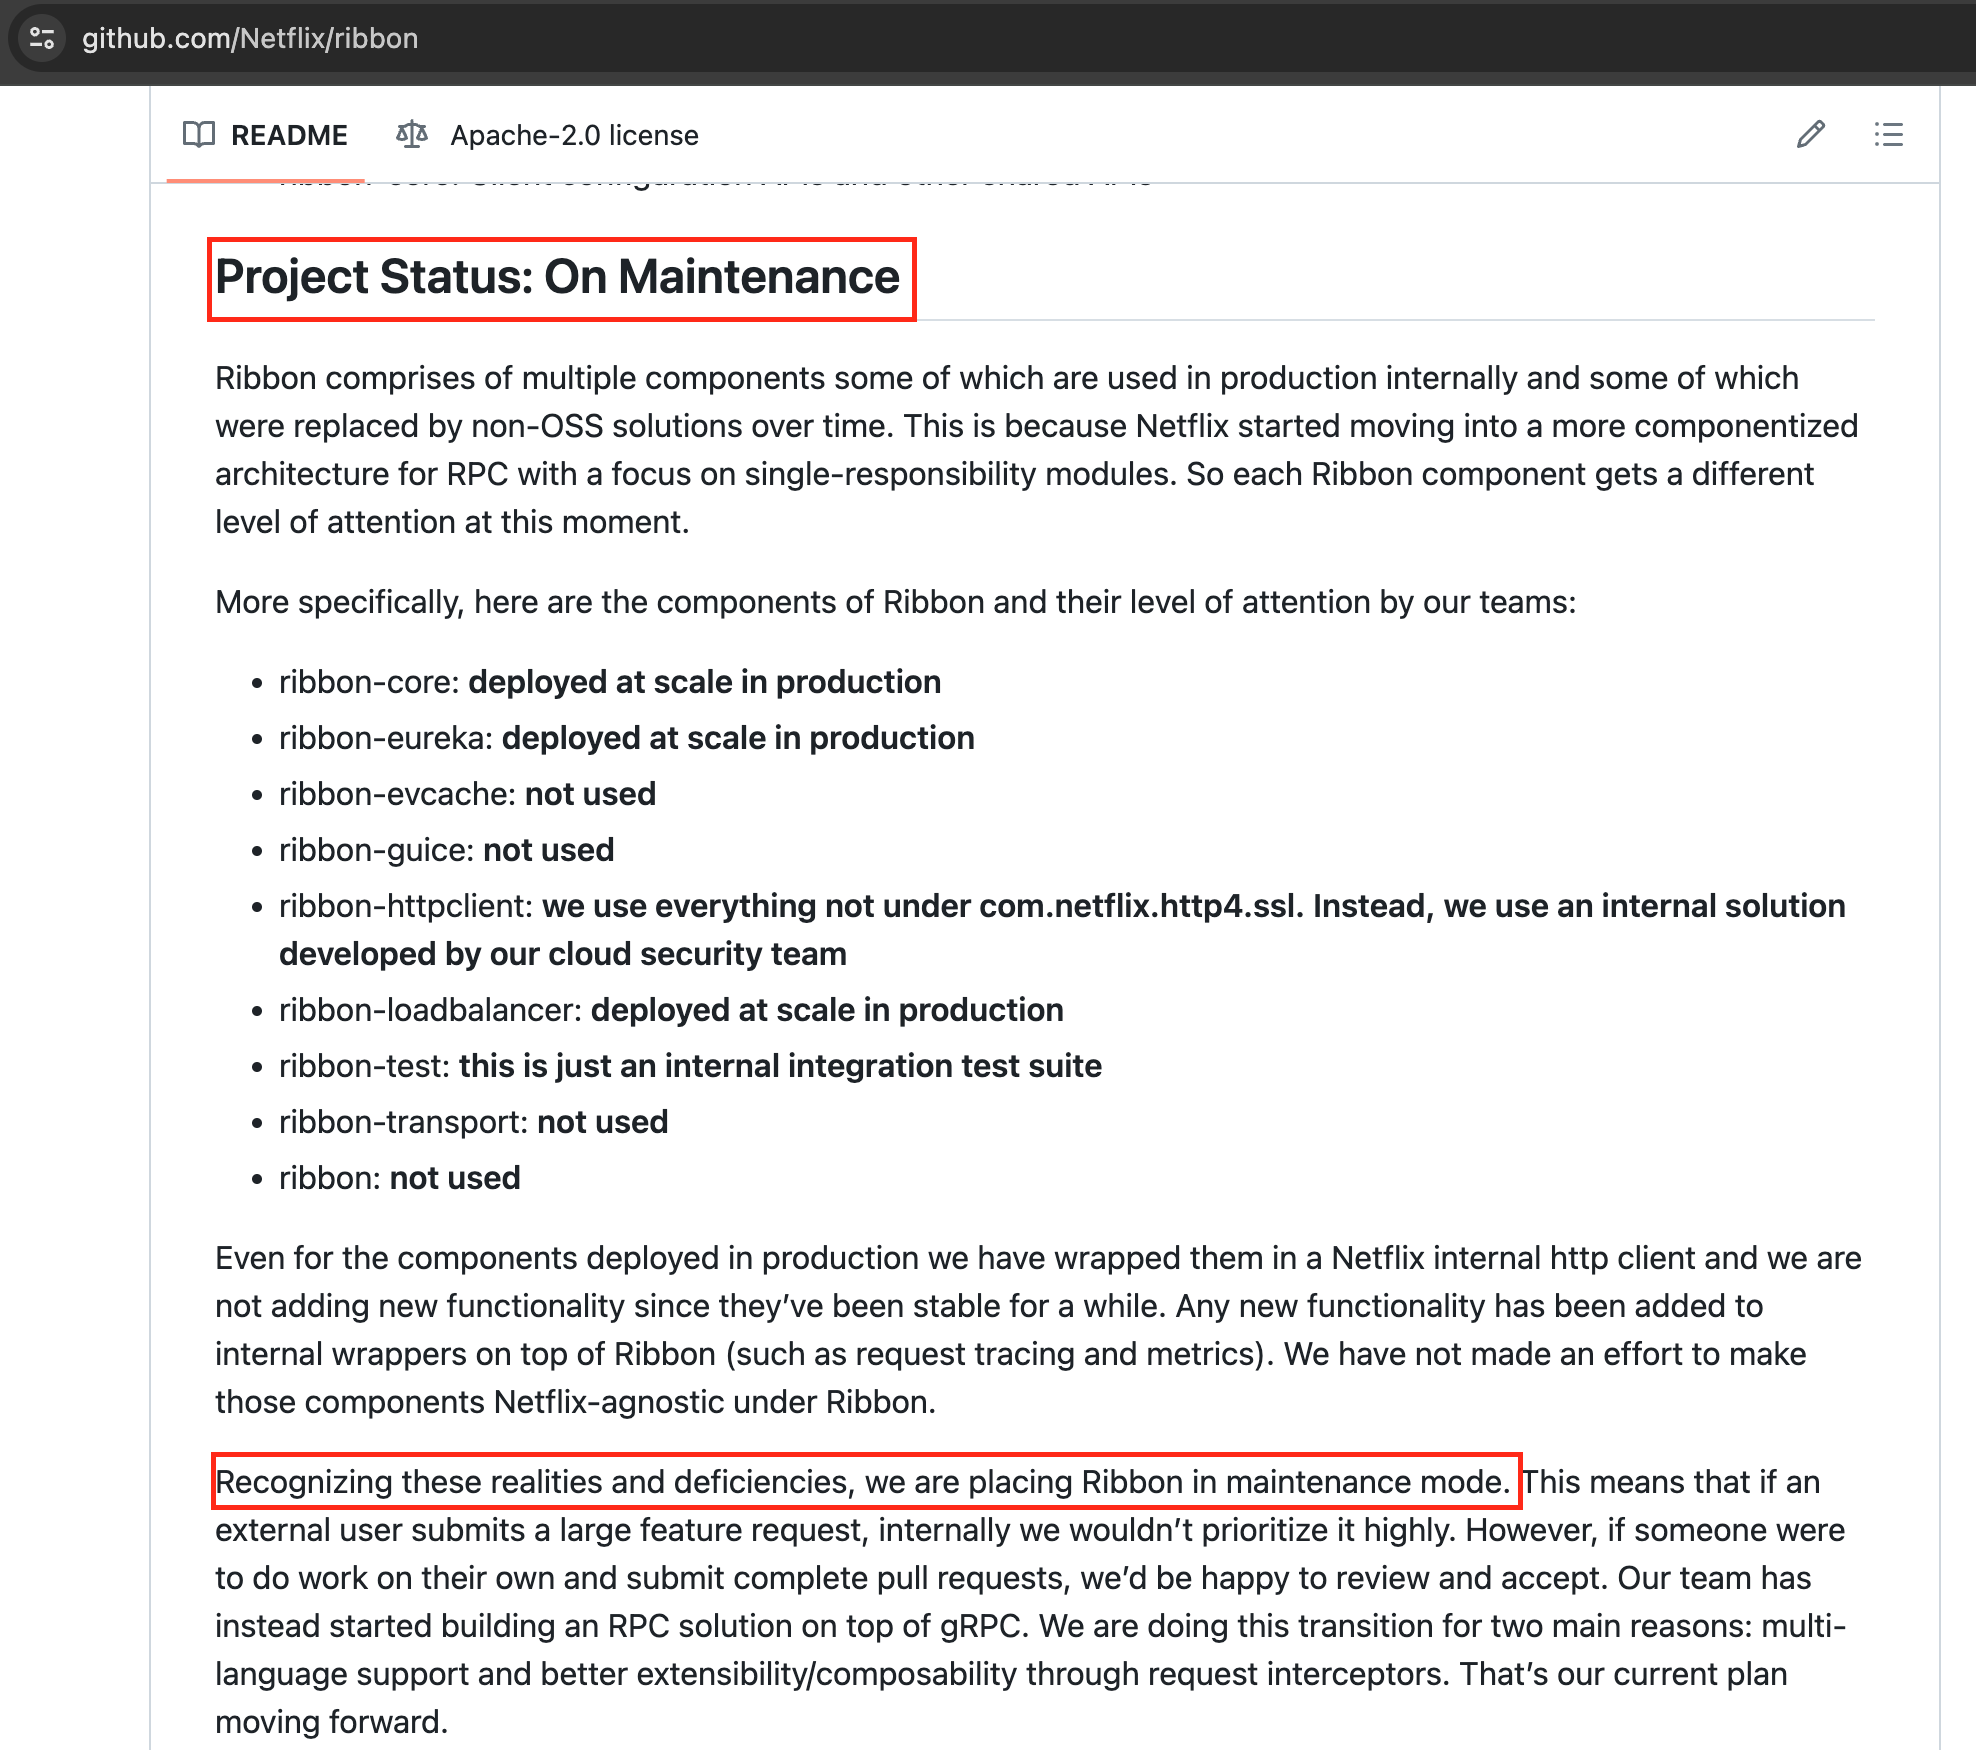 github.com/Netflix/ribbon
README
Apache-2.0 license
Project Status: On Maintenance
Ribbon comprises of multiple components some of which are used in production internally and some of which
were replaced by non-OSS solutions over time. This is because Netflix started moving into a more componentized
architecture for RPC with a focus on single-responsibility modules. So each Ribbon component gets a different
level of attention at this moment.
More specifically, here are the components of Ribbon and their level of attention by our teams:
• ribbon-core: deployed at scale in production
• ribbon-eureka: deployed at scale in production
• ribbon-evcache: not used
• ribbon-guice: not used
• ribbon-httpclient: we use everything not under com.netflix.http4.ssl. Instead, we use an internal solution
developed by our cloud security team
• ribbon-loadbalancer: deployed at scale in production
• ribbon-test: this is just an internal integration test suite
• ribbon-transport: not used
• ribbon: not used
Even for the components deployed in production we have wrapped them in a Netflix internal http client and we are
not adding new functionality since they’ve been stable for a while. Any new functionality has been added to
internal wrappers on top of Ribbon (such as request tracing and metrics). We have not made an effort to make
those components Netflix-agnostic under Ribbon.
Recognizing these realities and deficiencies, we are placing Ribbon in maintenance mode. This means that if an
external user submits a large feature request, internally we wouldn’t prioritize it highly. However, if someone were
to do work on their own and submit complete pull requests, we’d be happy to review and accept. Our team has
instead started building an RPC solution on top of gRPC. We are doing this transition for two main reasons: multi-
language support and better extensibility/composability through request interceptors. That’s our current plan
moving forward.